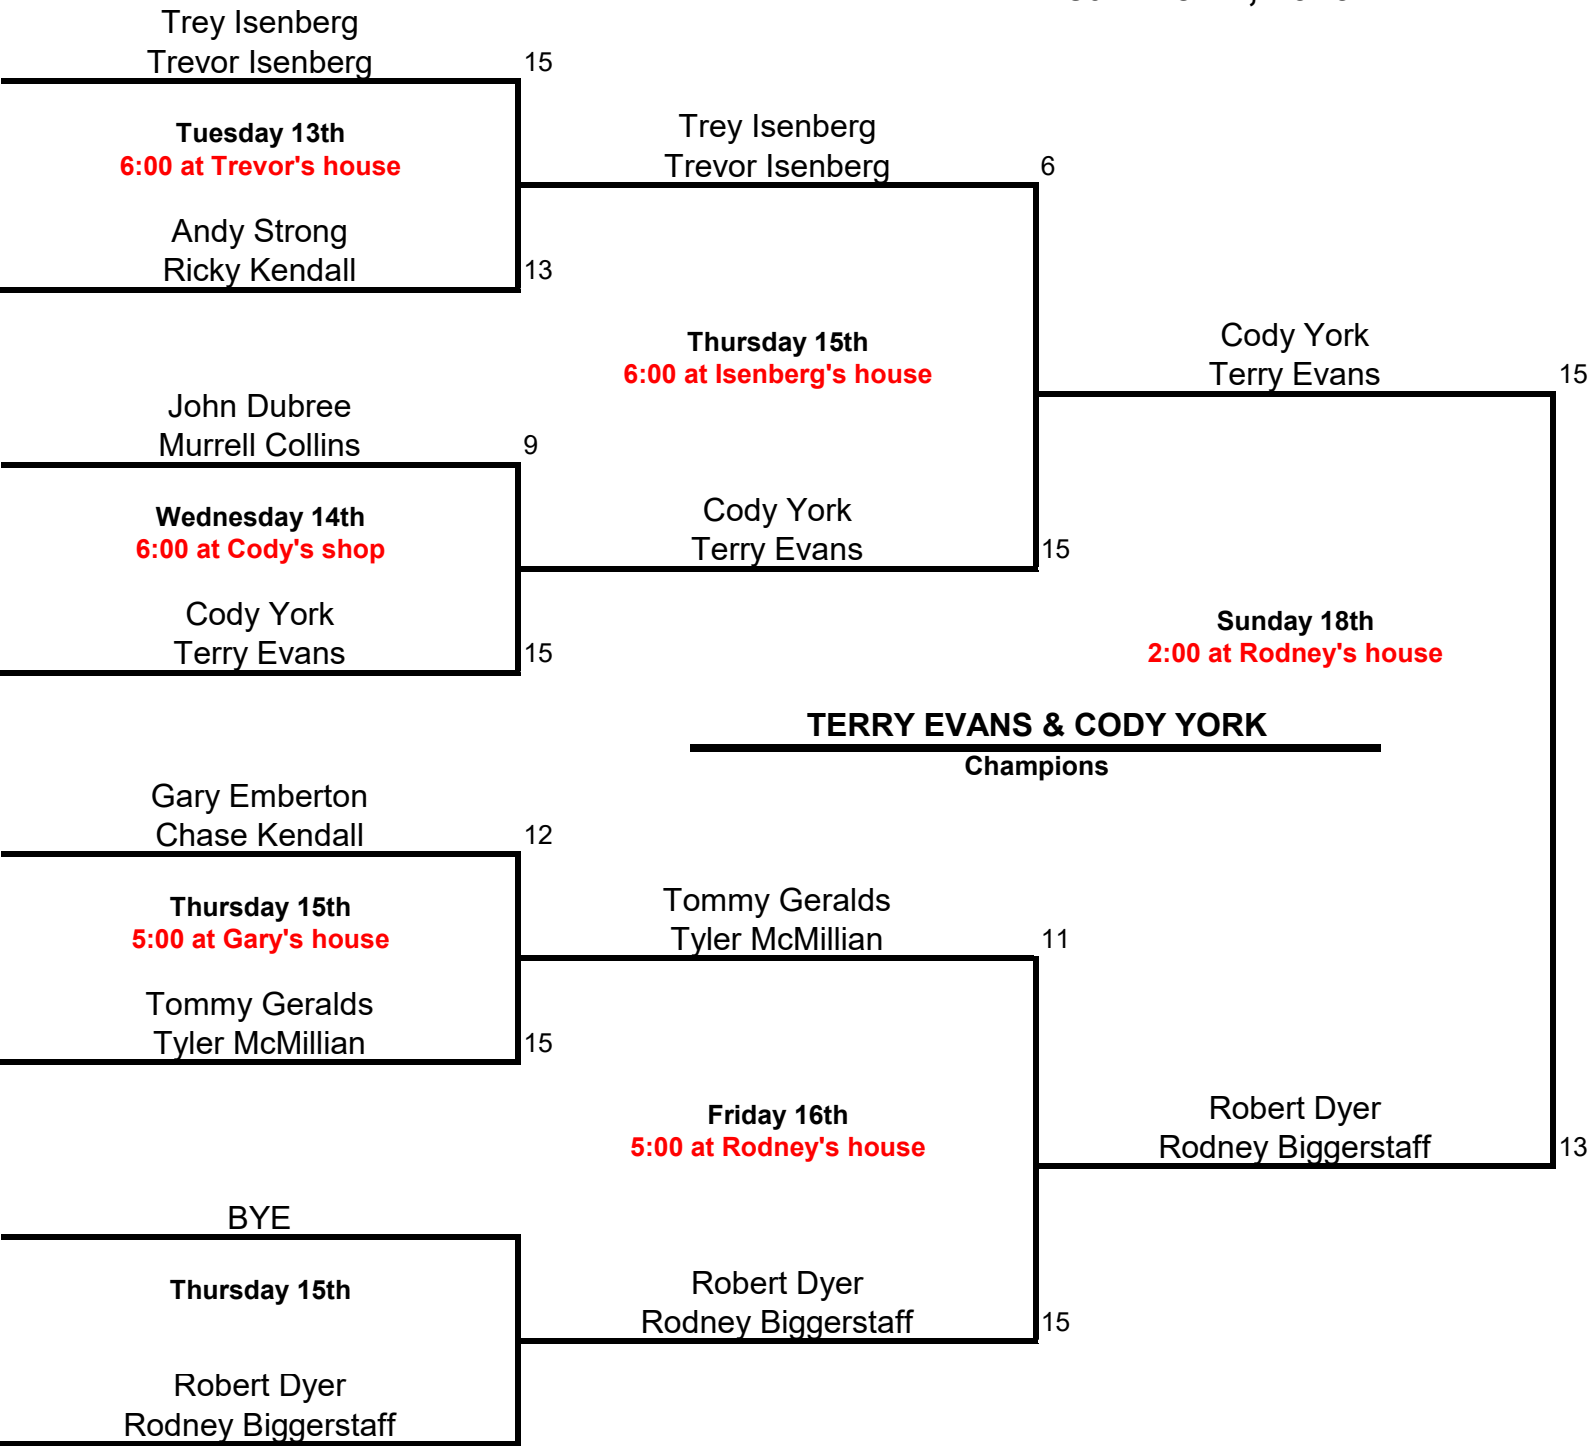 Trey Isenberg
Trevor Isenberg
15
Tuesday 13th
6:00 at Trevor's house
Andy Strong
Ricky Kendall
13
Trey Isenberg
Trevor Isenberg
6
Thursday 15th
6:00 at Isenberg's house
John Dubree
Murrell Collins
9
Wednesday 14th
6:00 at Cody's shop
Cody York
Terry Evans
15
Cody York
Terry Evans
15
Cody York
Terry Evans
15
Sunday 18th
2:00 at Rodney's house
TERRY EVANS & CODY YORK
Champions
Gary Emberton
Chase Kendall
12
Thursday 15th
5:00 at Gary's house
Tommy Geralds
Tyler McMillian
15
Tommy Geralds
Tyler McMillian
11
Friday 16th
5:00 at Rodney's house
BYE
Thursday 15th
Robert Dyer
Rodney Biggerstaff
Robert Dyer
Rodney Biggerstaff
15
Robert Dyer
Rodney Biggerstaff
13